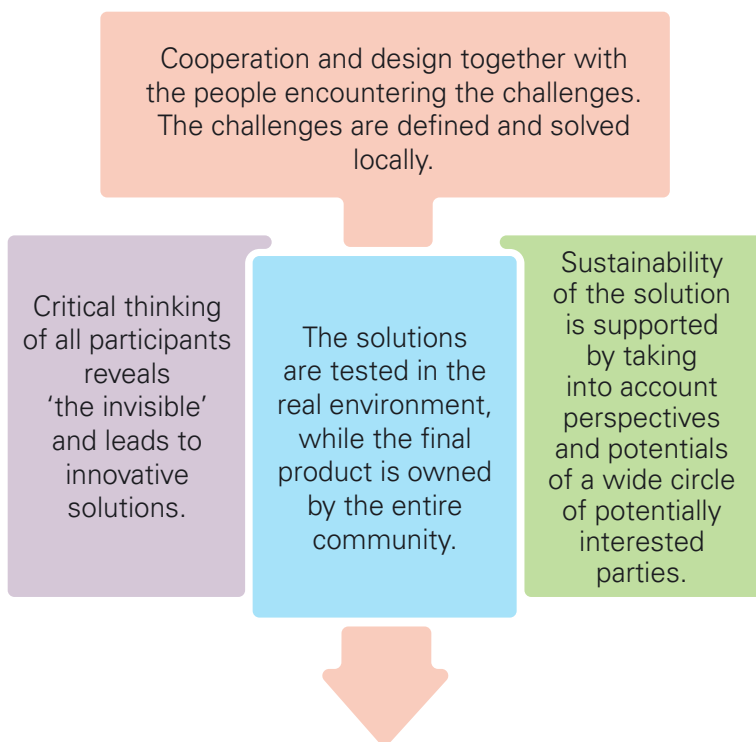 Cooperation and design together with
the people encountering the challenges.
The challenges are defined and solved
locally.
Critical thinking
of all participants
reveals
‘the invisible’
and leads to
innovative
solutions.
The solutions
are tested in the
real environment,
while the final
product is owned
by the entire
community.
Sustainability
of the solution
is supported
by taking
into account
perspectives
and potentials
of a wide circle
of potentially
interested
parties.